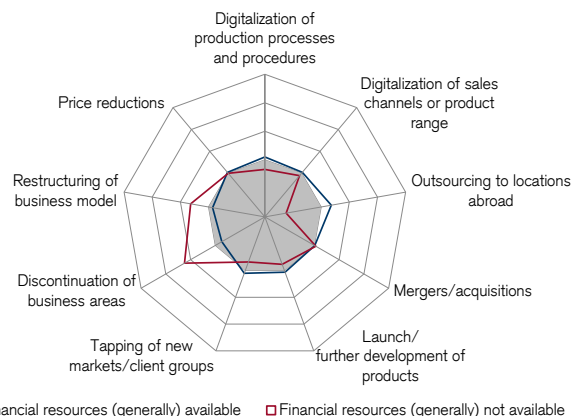 Digitalization of
production processes
and procedures
Digitalization of sales
channels or product
range
Price reductions
Restructuring of
business model
Outsourcing to locations
abroad
Discontinuation of
business areas
Mergers/acquisitions
Tapping of new
markets/client groups
Launch/
further development of
products
resources (generally) available
Financial resources (generally) not available